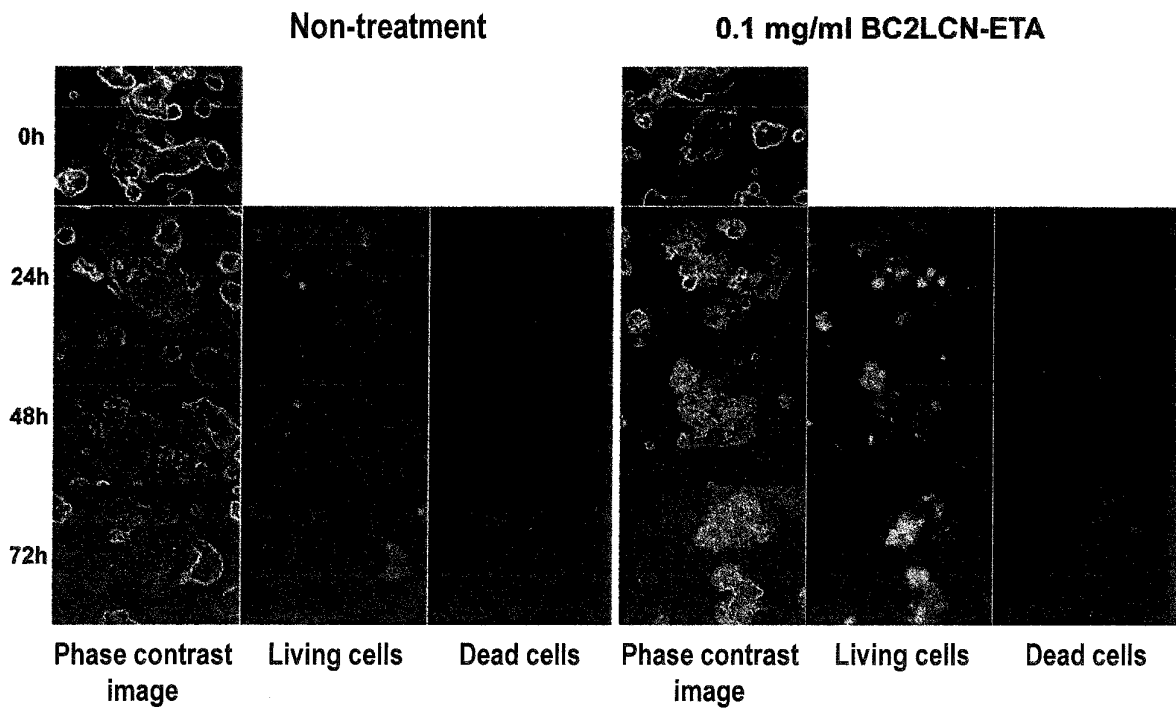 Non-treatment
0.1 mg/ml BC2LCN-ETA
0h
24h
48h
72h
Phase contrast image
Living cells
Dead cells
Phase contrast image
Living cells
Dead cells